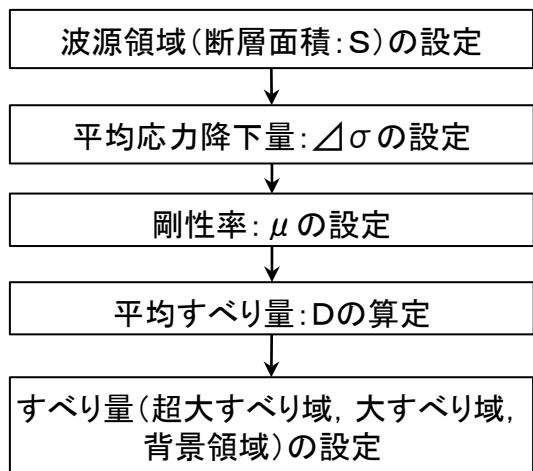 波源領域(断層面積:S)の設定
平均応力降下量:⊿σの設定
剛性率:μの設定
平均すべり量:Dの算定
すべり量(超大すべり域, 大すべり域,
背景領域)の設定